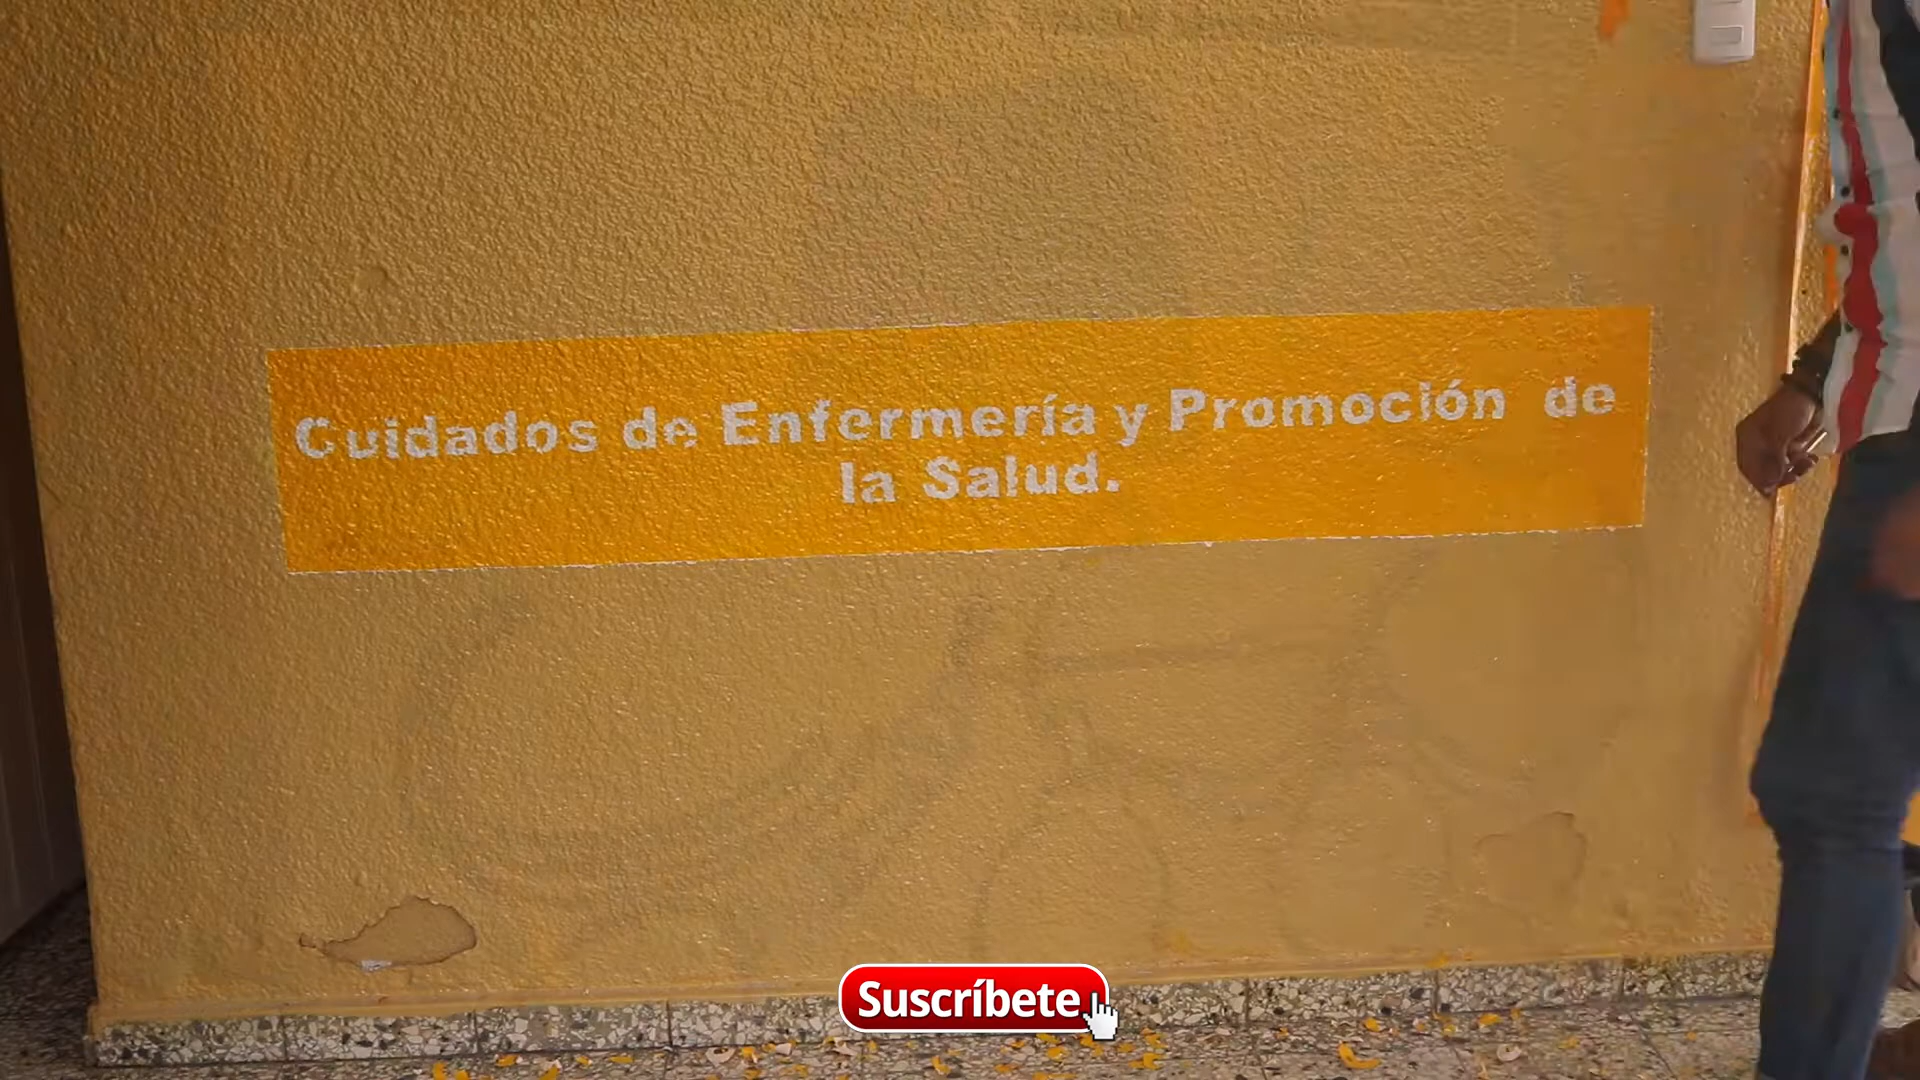 Cuidados de Enfermería y Promoción de
la Salud.
Suscríbete